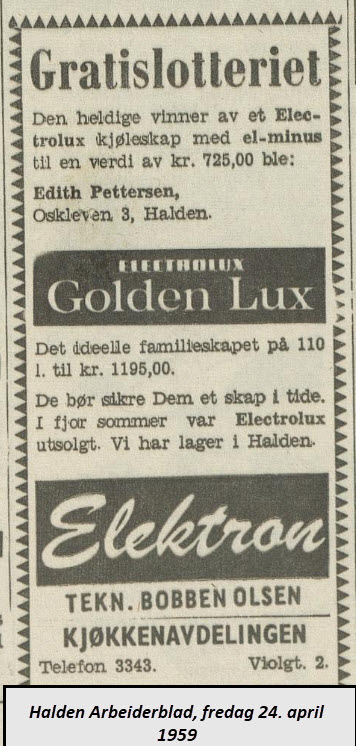 Gratislotteriet
Den heldige vinner av et Elec-
trolux kjøleskap med el-minus
til en verdi av kr. 725,00 ble:
Edith Pettersen,
Oskleven 3, Halden.
ELECTROLUX
Golden Lux
Det ideelle familieskapet på 110
l. til kr. 1195,00.
De bør sikre Dem et skap i tide.
I fjor sommer var Electrolux
utsolgt. Vi har lager i Halden.
Elektron
TEKN. BOBBEN OLSEN
KJØKKENAVDELINGEN
Telefon 3343. Violgt. 2.
Halden Arbeiderblad, fredag 24. april
1959